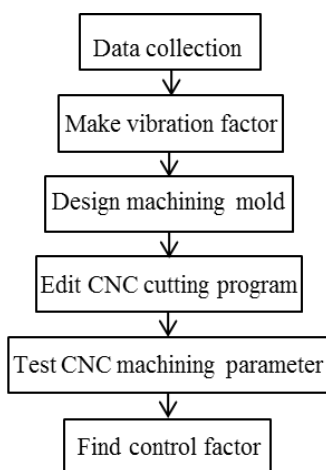 Data collection
Make vibration factor
Design machining mold
Edit CNC cutting program
Test CNC machining parameter
Find control factor